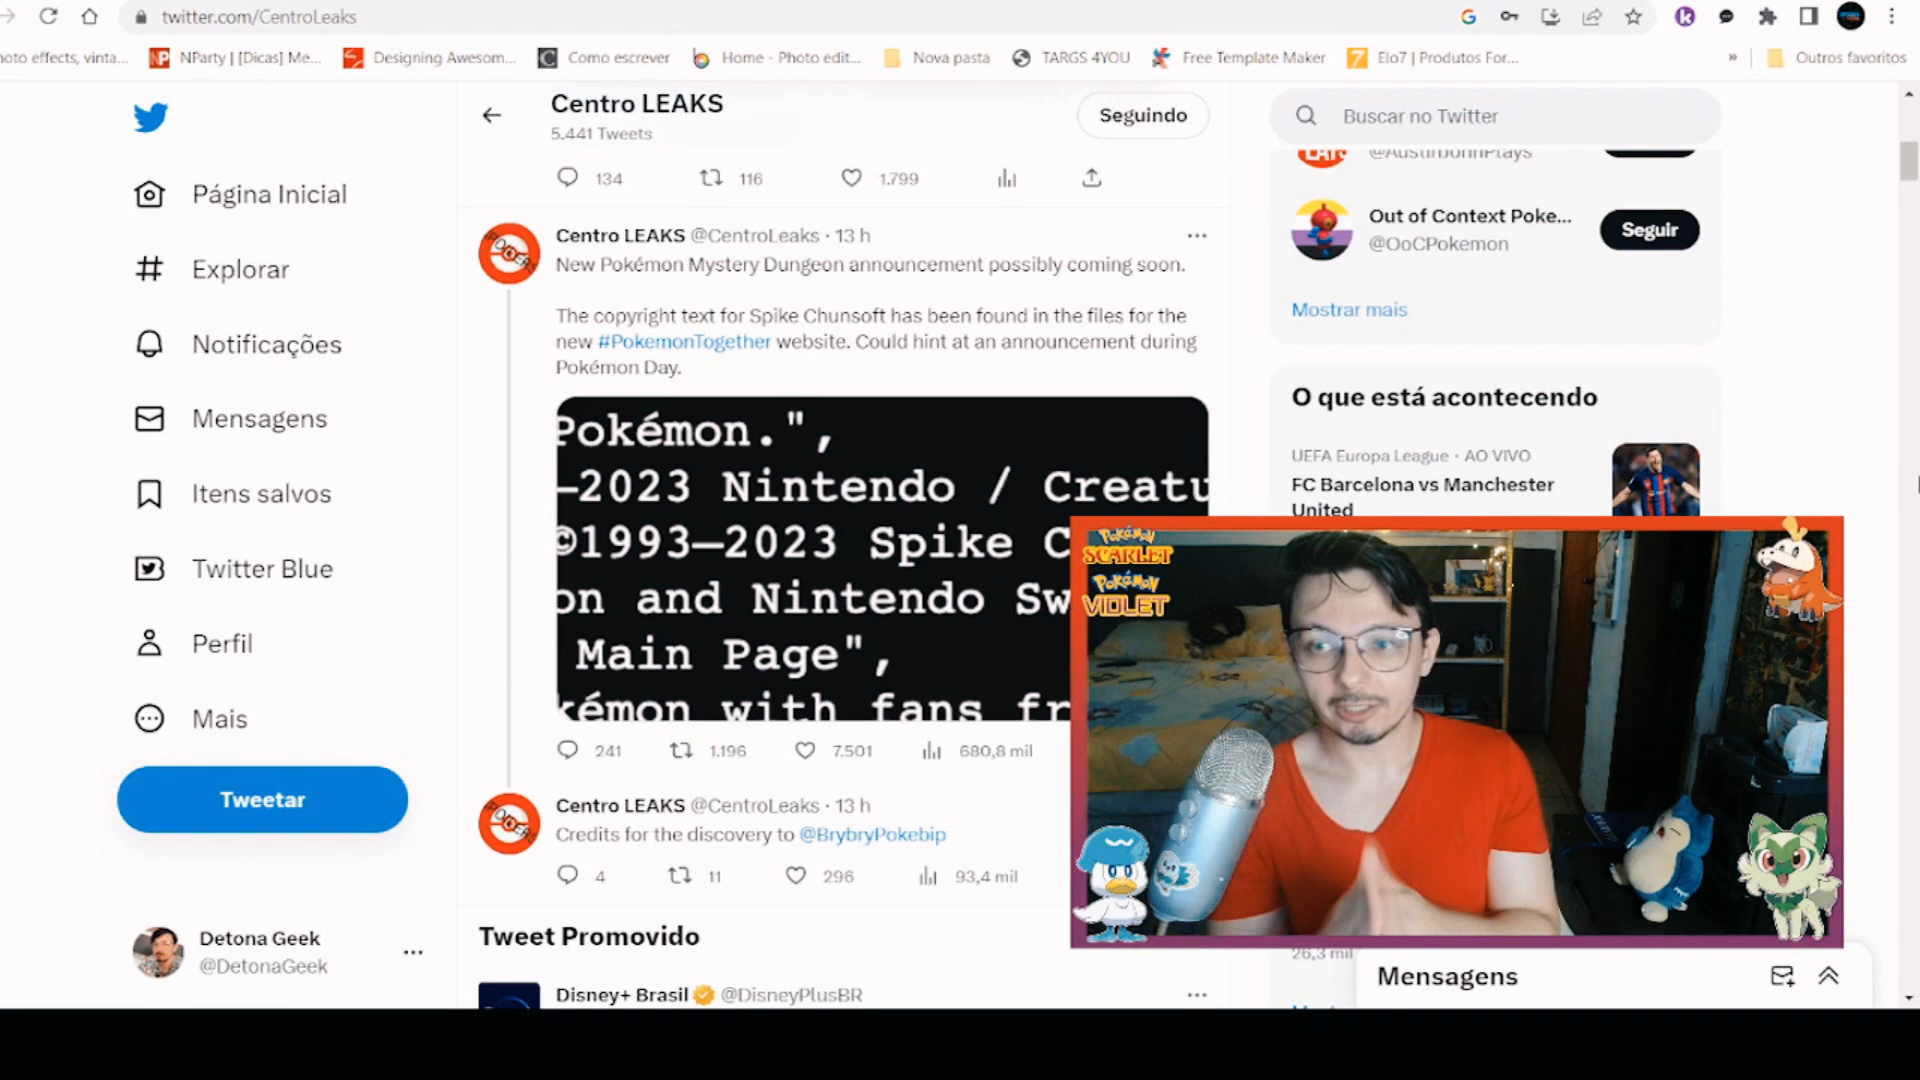 twitter.com/CentroLeaks
hoto effects, vinta...
NParty | [Dicas] Me...
Designing Awesom...
Como escrever
Home - Photo edit...
Nova pasta
TARGS 4YOU
Free Template Maker
Elo7 | Produtos For...
»
Outros favoritos
Página Inicial
Explorar
Notificações
Mensagens
Itens salvos
Twitter Blue
Perfil
Mais
Tweetar
Detona Geek
@DetonaGeek
Centro LEAKS
5.441 Tweets
Seguindo
134 116 1.799
Centro LEAKS @CentroLeaks · 13 h
New Pokémon Mystery Dungeon announcement possibly coming soon.
The copyright text for Spike Chunsoft has been found in the files for the
new #PokemonTogether website. Could hint at an announcement during
Pokémon Day.
Pokémon.",
–2023 Nintendo / Creatu
©1993–2023 Spike C
on and Nintendo Sw
Main Page",
kémon with fans fr
241 1.196 7.501 680,8 mil
Centro LEAKS @CentroLeaks · 13 h
Credits for the discovery to @BrybryPokebip
4 11 296 93,4 mil
Tweet Promovido
Disney+ Brasil @DisneyPlusBR
Buscar no Twitter
@AustinJohnPlays
Out of Context Poke...
@OoCPokemon
Seguir
Mostrar mais
O que está acontecendo
UEFA Europa League · AO VIVO
FC Barcelona vs Manchester
United
Pokémon
SCARLET
Pokémon
VIOLET
26,3 mil
Mensagens